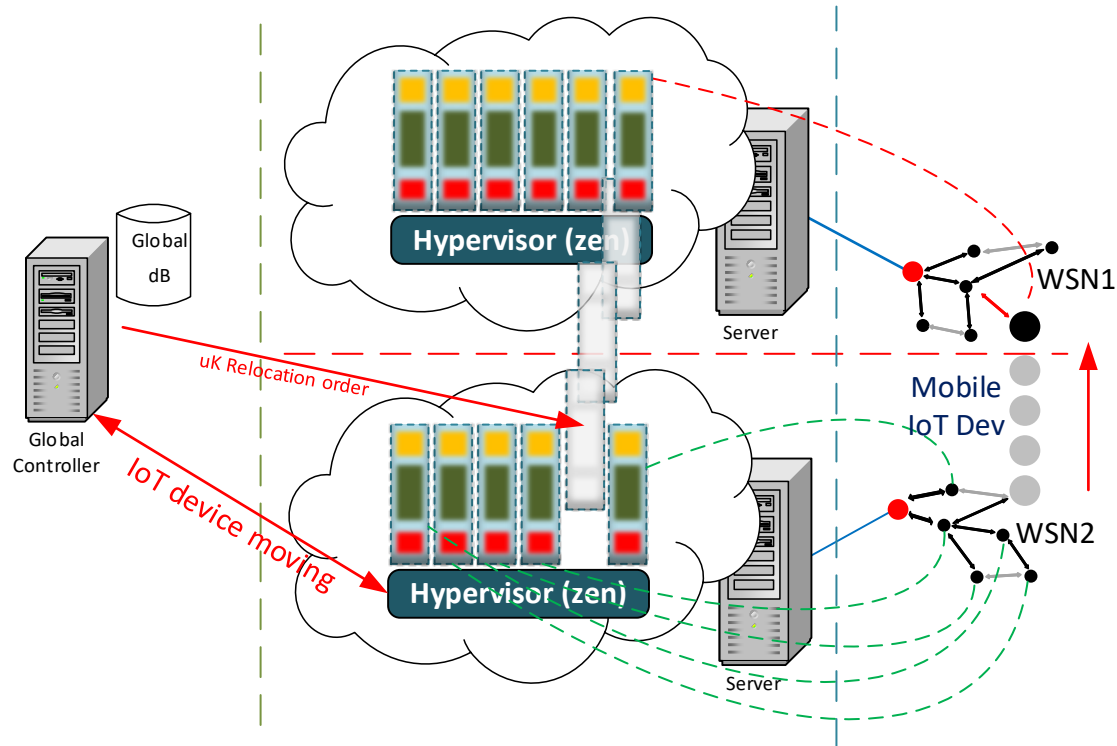 Hypervisor (zen)
Global
dB
Server
WSN1
uK Relocation order
Mobile
IoT Dev
Global
Controller
IoT device moving
WSN2
Hypervisor (zen)
Server